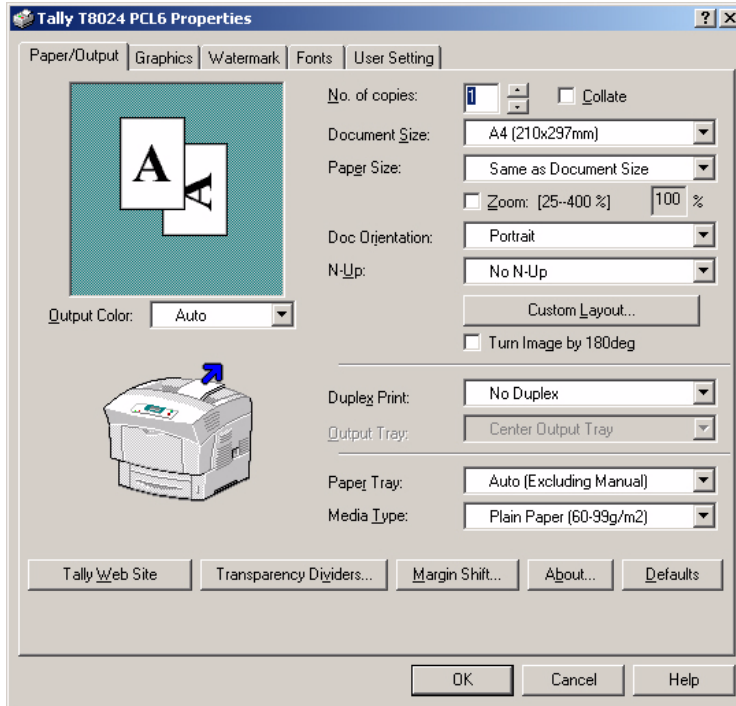 Tally T8024 PCL6 Properties
Paper/Output Graphics Watermark Fonts User Setting
No. of copies: 1 Collate
Document Size: A4 (210x297mm)
Paper Size: Same as Document Size
Zoom: [25--400 %] 100 %
Doc Orientation: Portrait
N-Up: No N-Up
Custom Layout...
Turn Image by 180deg
A
A
Output Color: Auto
Duplex Print: No Duplex
Output Tray: Center Output Tray
Paper Tray: Auto (Excluding Manual)
Media Type: Plain Paper (60-99g/m2)
Tally Web Site Transparency Dividers... Margin Shift... About... Defaults
OK Cancel Help